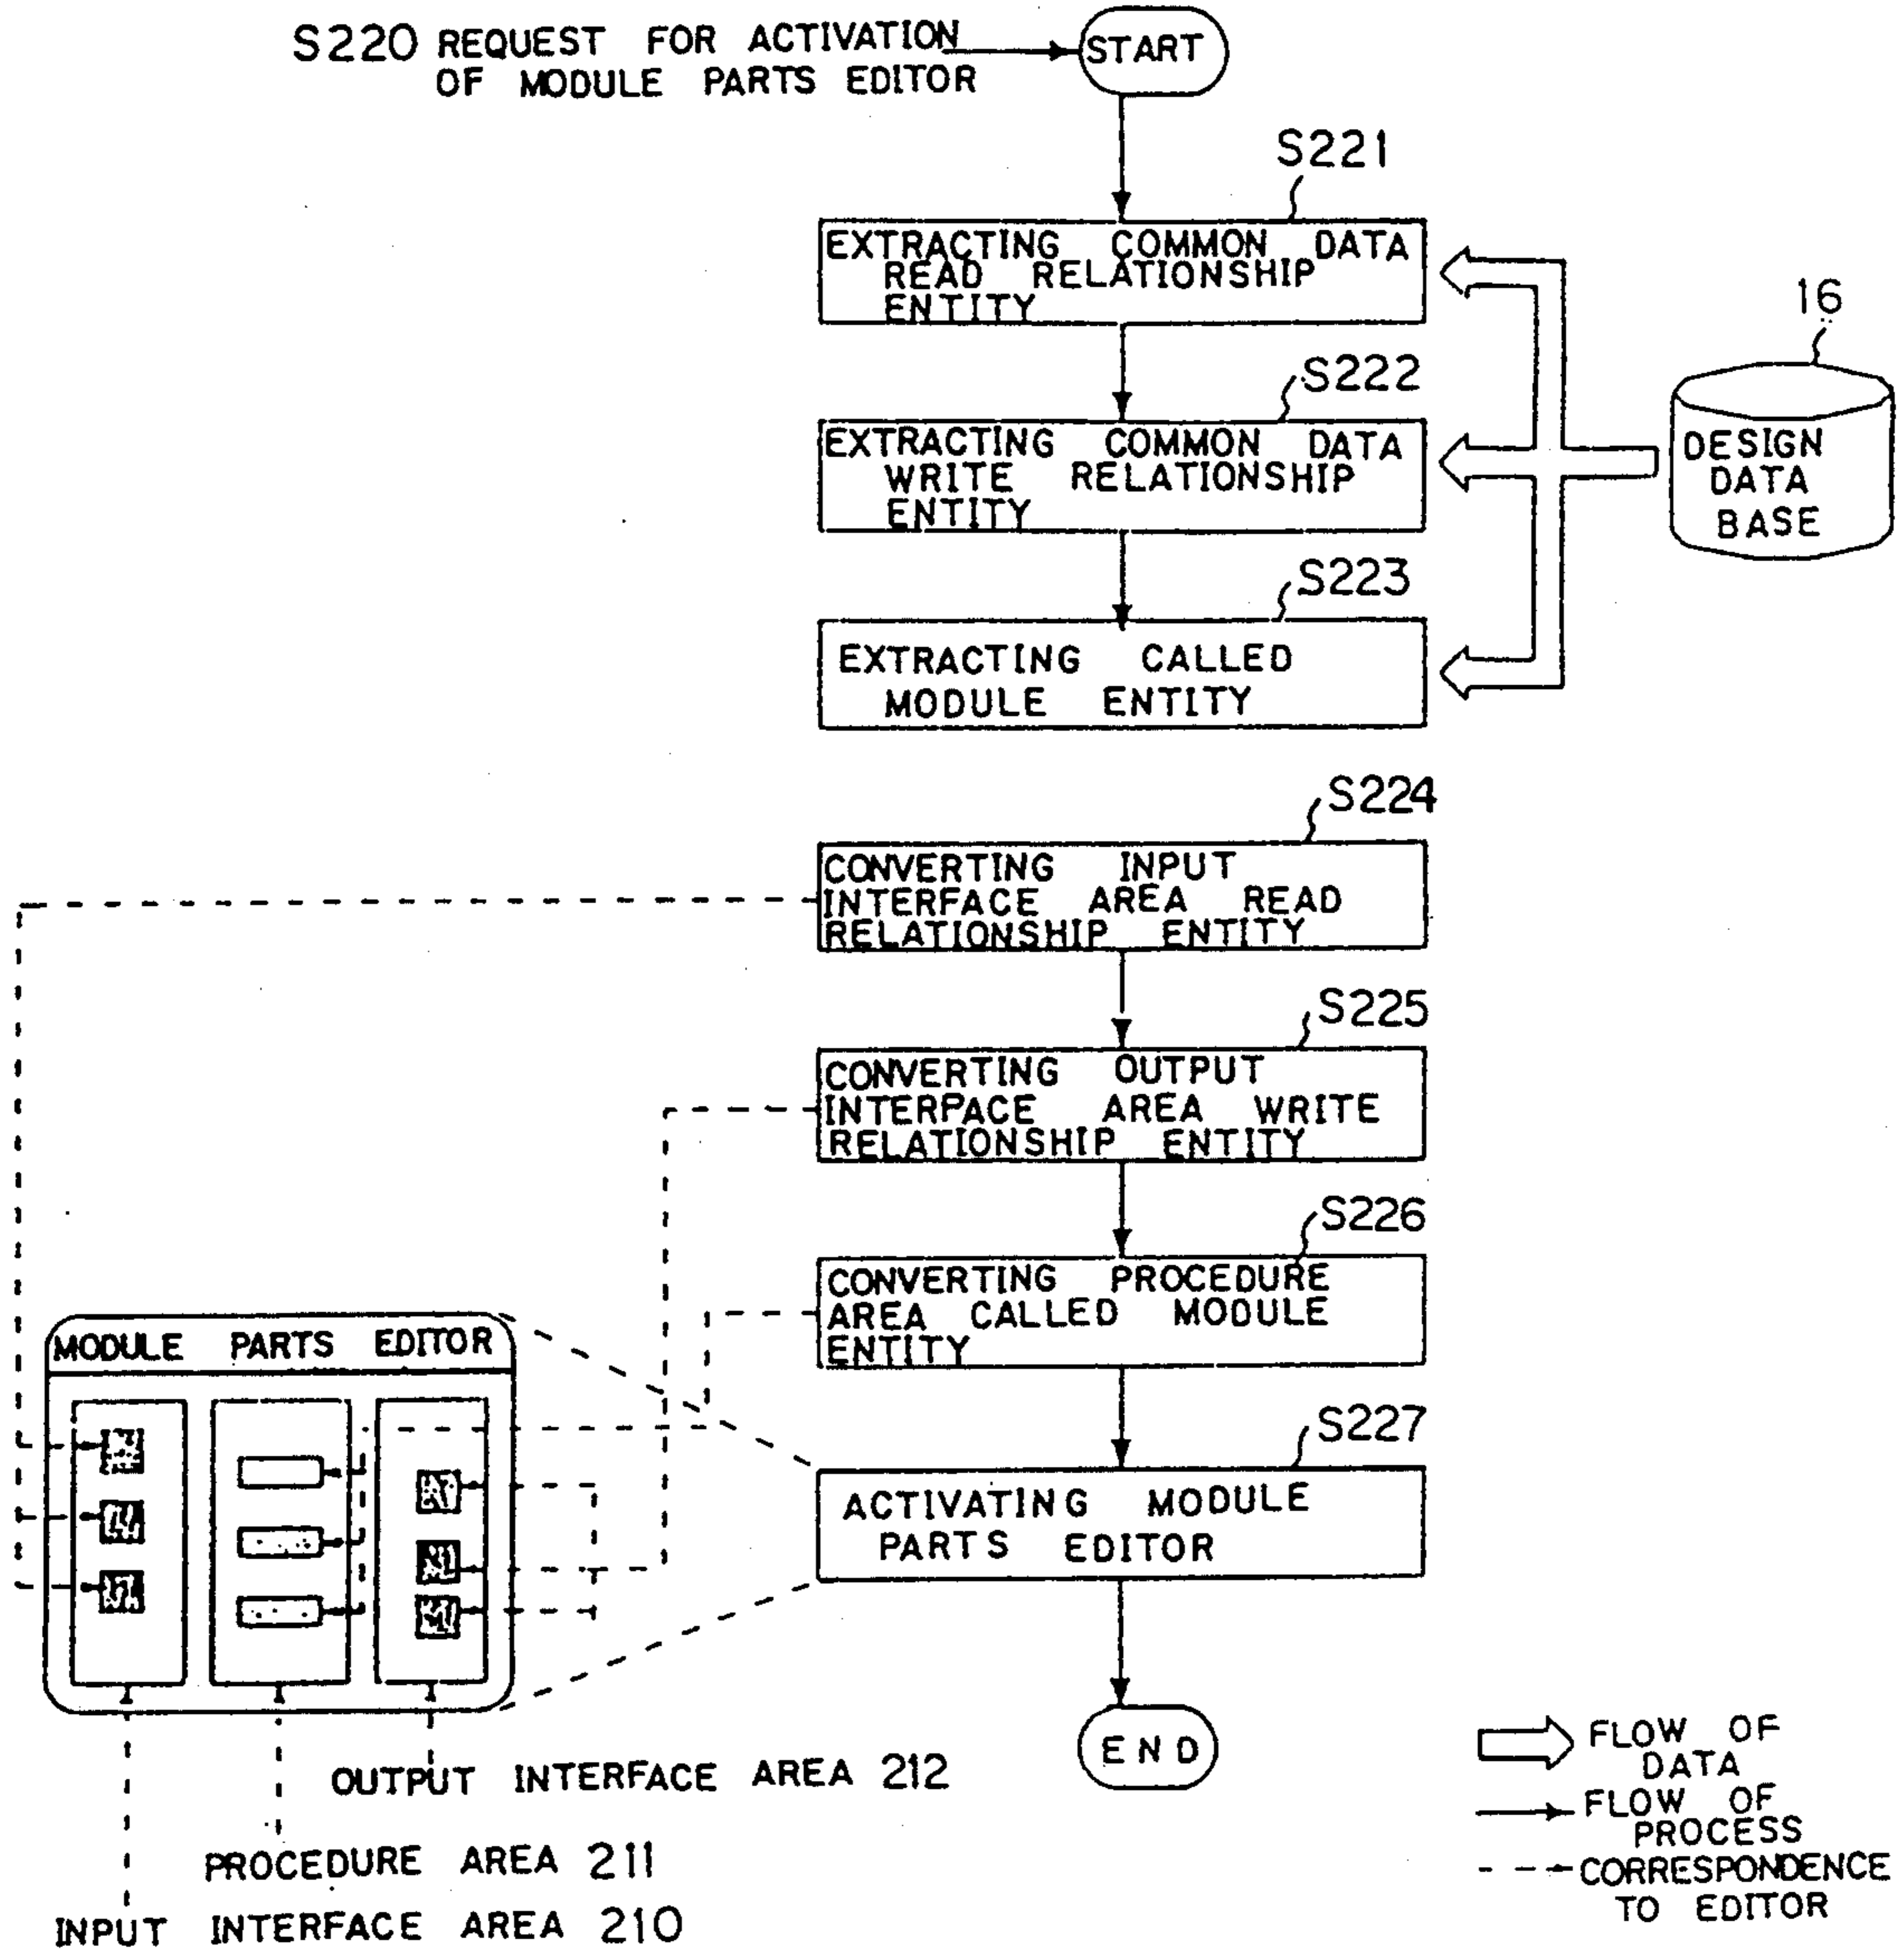 S220 REQUEST FOR ACTIVATION
OF MODULE PARTS EDITOR
START
S221
EXTRACTING COMMON DATA
READ RELATIONSHIP
ENTITY
16
S222
EXTRACTING COMMON DATA
WRITE RELATIONSHIP
ENTITY
DESIGN
DATA
BASE
S223
EXTRACTING CALLED
MODULE ENTITY
S224
CONVERTING INPUT
INTERFACE AREA READ
RELATIONSHIP ENTITY
S225
CONVERTING OUTPUT
INTERPACE AREA WRITE
RELATIONSHIP ENTITY
S226
CONVERTING PROCEDURE
AREA CALLED MODULE
ENTITY
MODULE PARTS EDITOR
S227
ACTIVATING MODULE
PARTS EDITOR
END
OUTPUT INTERFACE AREA 212
PROCEDURE AREA 211
INPUT INTERFACE AREA 210
FLOW OF
DATA
FLOW OF
PROCESS
CORRESPONDENCE
TO EDITOR